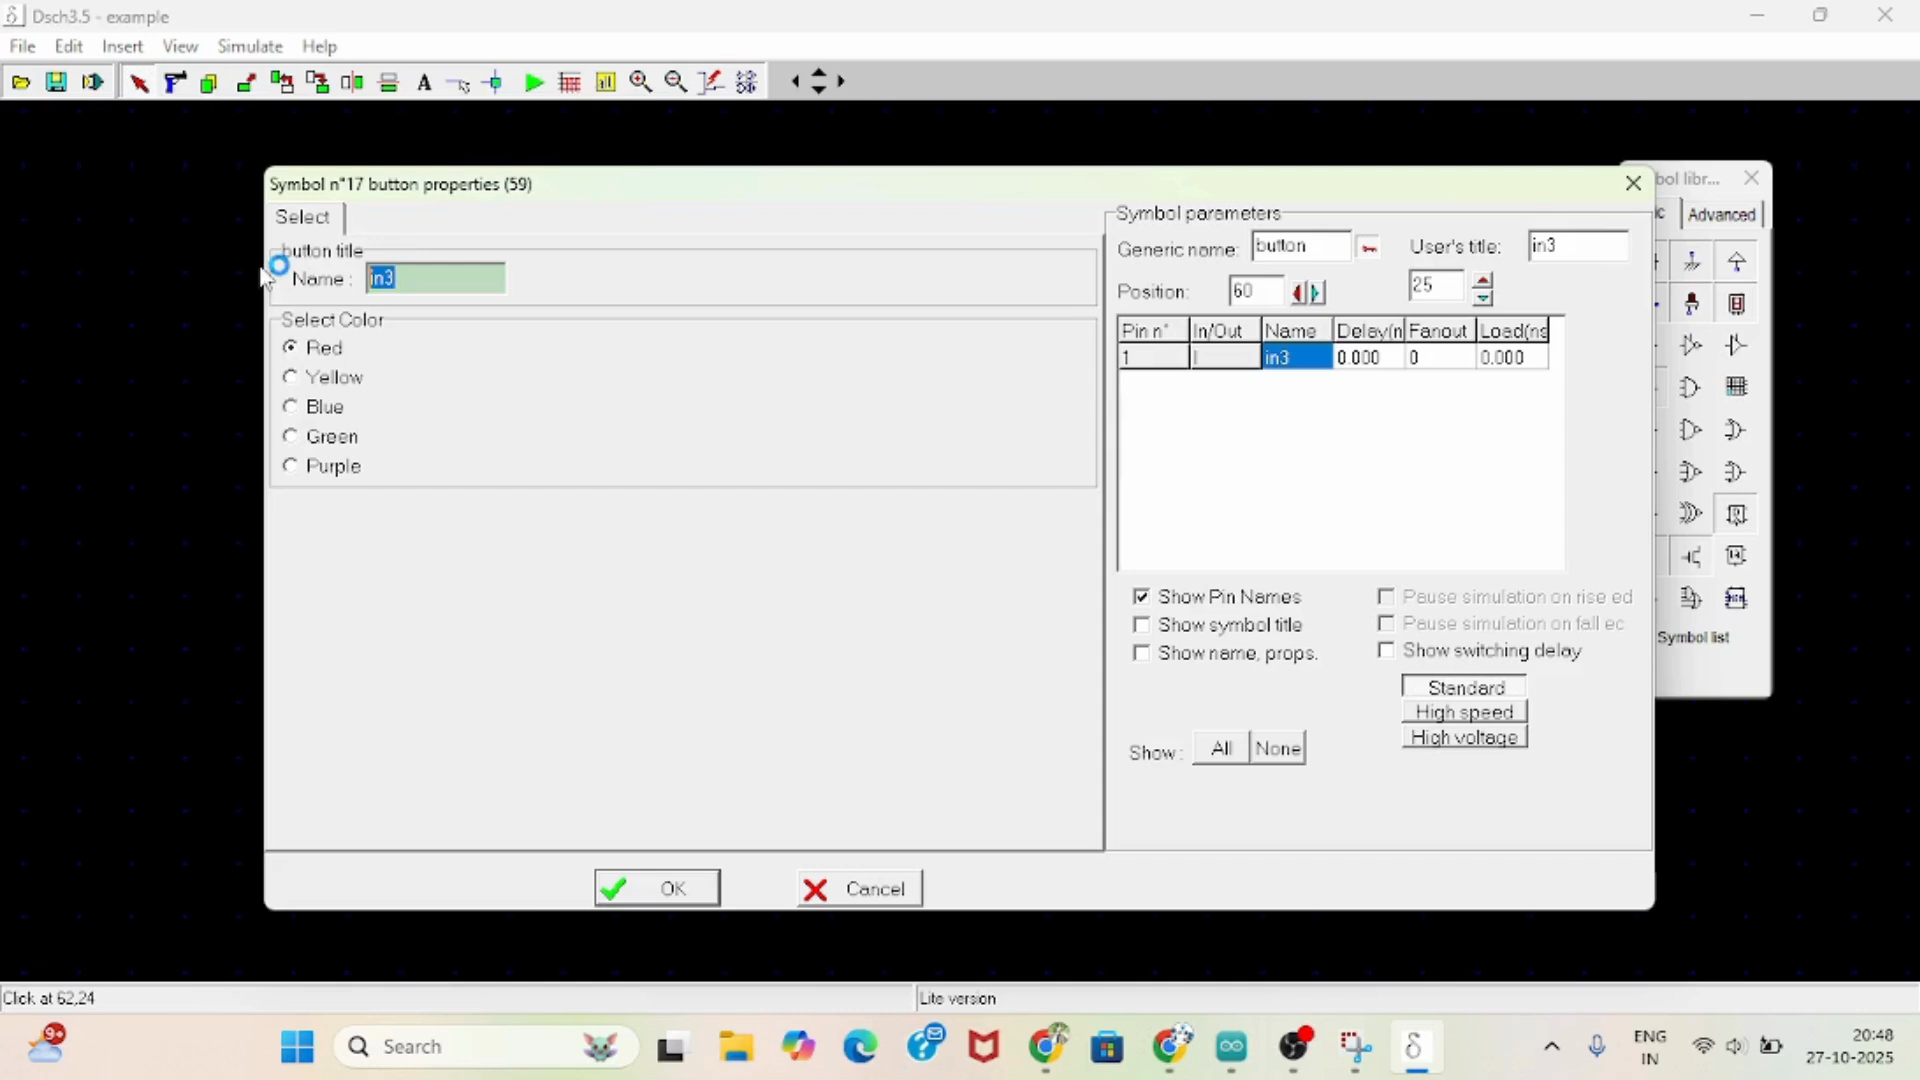 Dsch3.5 - example
File Edit Insert View Simulate Help
A
Symbol n°17 button properties (59)
bol libr...
Select
Advanced
button title
Name : in3
Select Color
Red
Yellow
Blue
Green
Purple
Symbol parameters
Generic name: button User's title: in3
Position: 60 25
Pin n° In/Out Name Delay(n Fanout Load(ns
1 I in3 0.000 0 0.000
Show Pin Names Pause simulation on rise ed
Show symbol title Pause simulation on fall ec
Show name, props. Show switching delay
Symbol list
Standard
High speed
High voltage
Show : All None
OK Cancel
Click at 62,24 Lite version
9+
Search
ENG
IN
20:48
27-10-2025